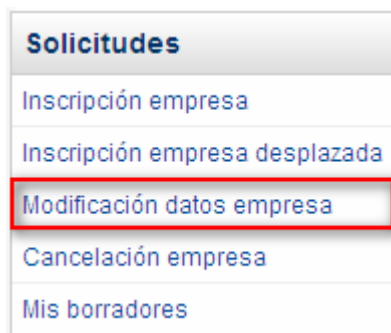 Solicitudes
Inscripción empresa
Inscripción empresa desplazada
Modificación datos empresa
Cancelación empresa
Mis borradores